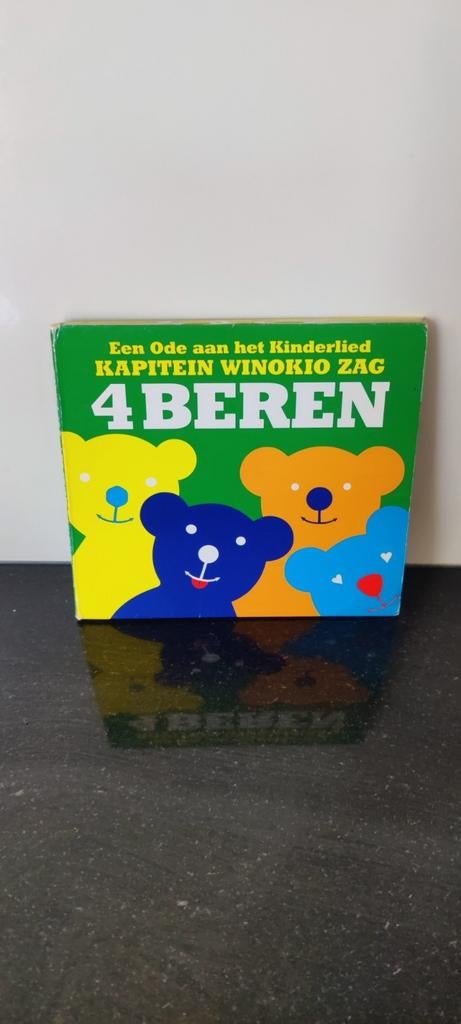 Een Ode aan het Kinderlied
KAPITEIN WINOKIO ZAG
4 BEREN